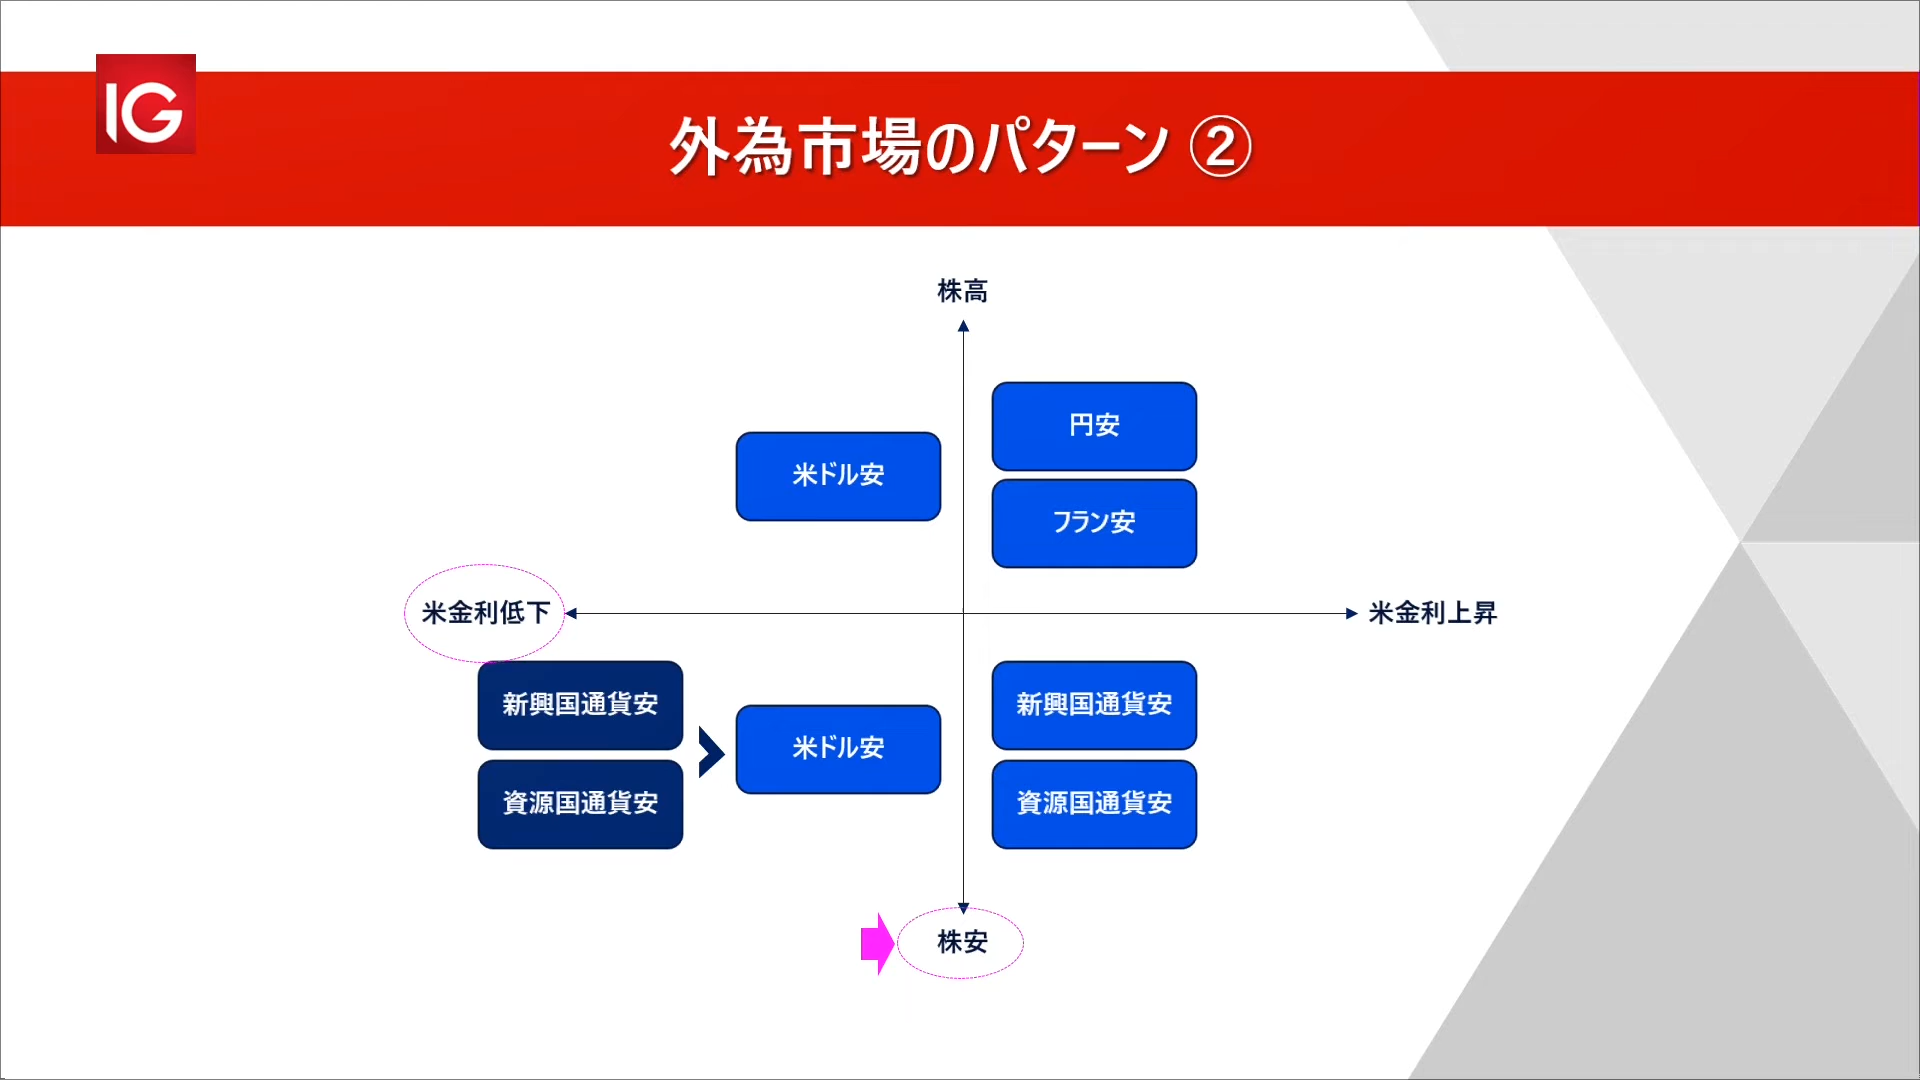 IG
外為市場のパターン ②
株高
円安
米ドル安
フラン安
米金利低下
米金利上昇
新興国通貨安
米ドル安
新興国通貨安
資源国通貨安
資源国通貨安
株安